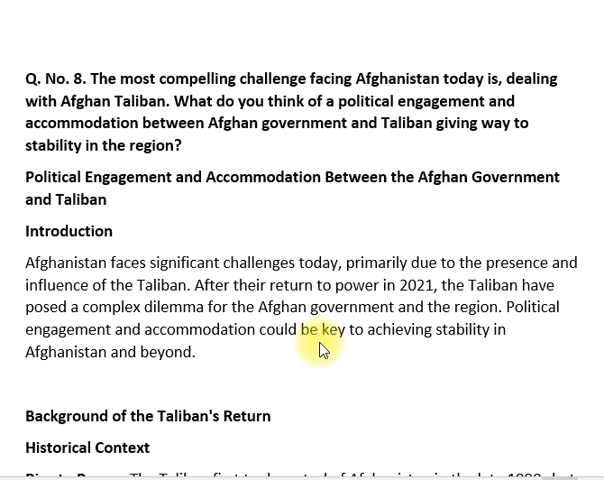 Q. No. 8. The most compelling challenge facing Afghanistan today is, dealing
with Afghan Taliban. What do you think of a political engagement and
accommodation between Afghan government and Taliban giving way to
stability in the region?
Political Engagement and Accommodation Between the Afghan Government
and Taliban
Introduction
Afghanistan faces significant challenges today, primarily due to the presence and
influence of the Taliban. After their return to power in 2021, the Taliban have
posed a complex dilemma for the Afghan government and the region. Political
engagement and accommodation could be key to achieving stability in
Afghanistan and beyond.
Background of the Taliban's Return
Historical Context